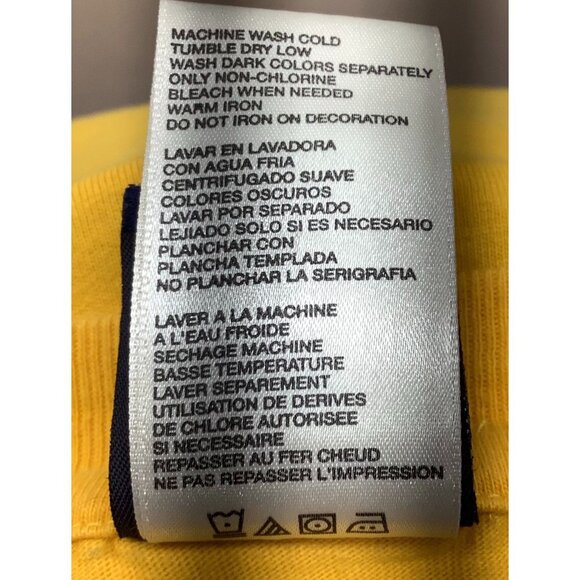 MACHINE WASH COLD
TUMBLE DRY LOW
WASH DARK COLORS SEPARATELY
ONLY NON-CHLORINE
BLEACH WHEN NEEDED
WARM IRON
DO NOT IRON ON DECORATION
LAVAR EN LAVADORA
CON AGUA FRIA
CENTRIFUGADO SUAVE
COLORES OSCUROS
LAVAR POR SEPARADO
LEJIADO SOLO SI ES NECESARIO
PLANCHAR CON
PLANCHA TEMPLADA
NO PLANCHAR LA SERIGRAFIA
LAVER A LA MACHINE
A L'EAU FROIDE
SECHAGE MACHINE
BASSE TEMPERATURE
LAVER SEPAREMENT
UTILISATION DE DERIVES
DE CHLORE AUTORISEE
SI NECESSAIRE
REPASSER AU FER CHEUD
NE PAS REPASSER L'IMPRESSION